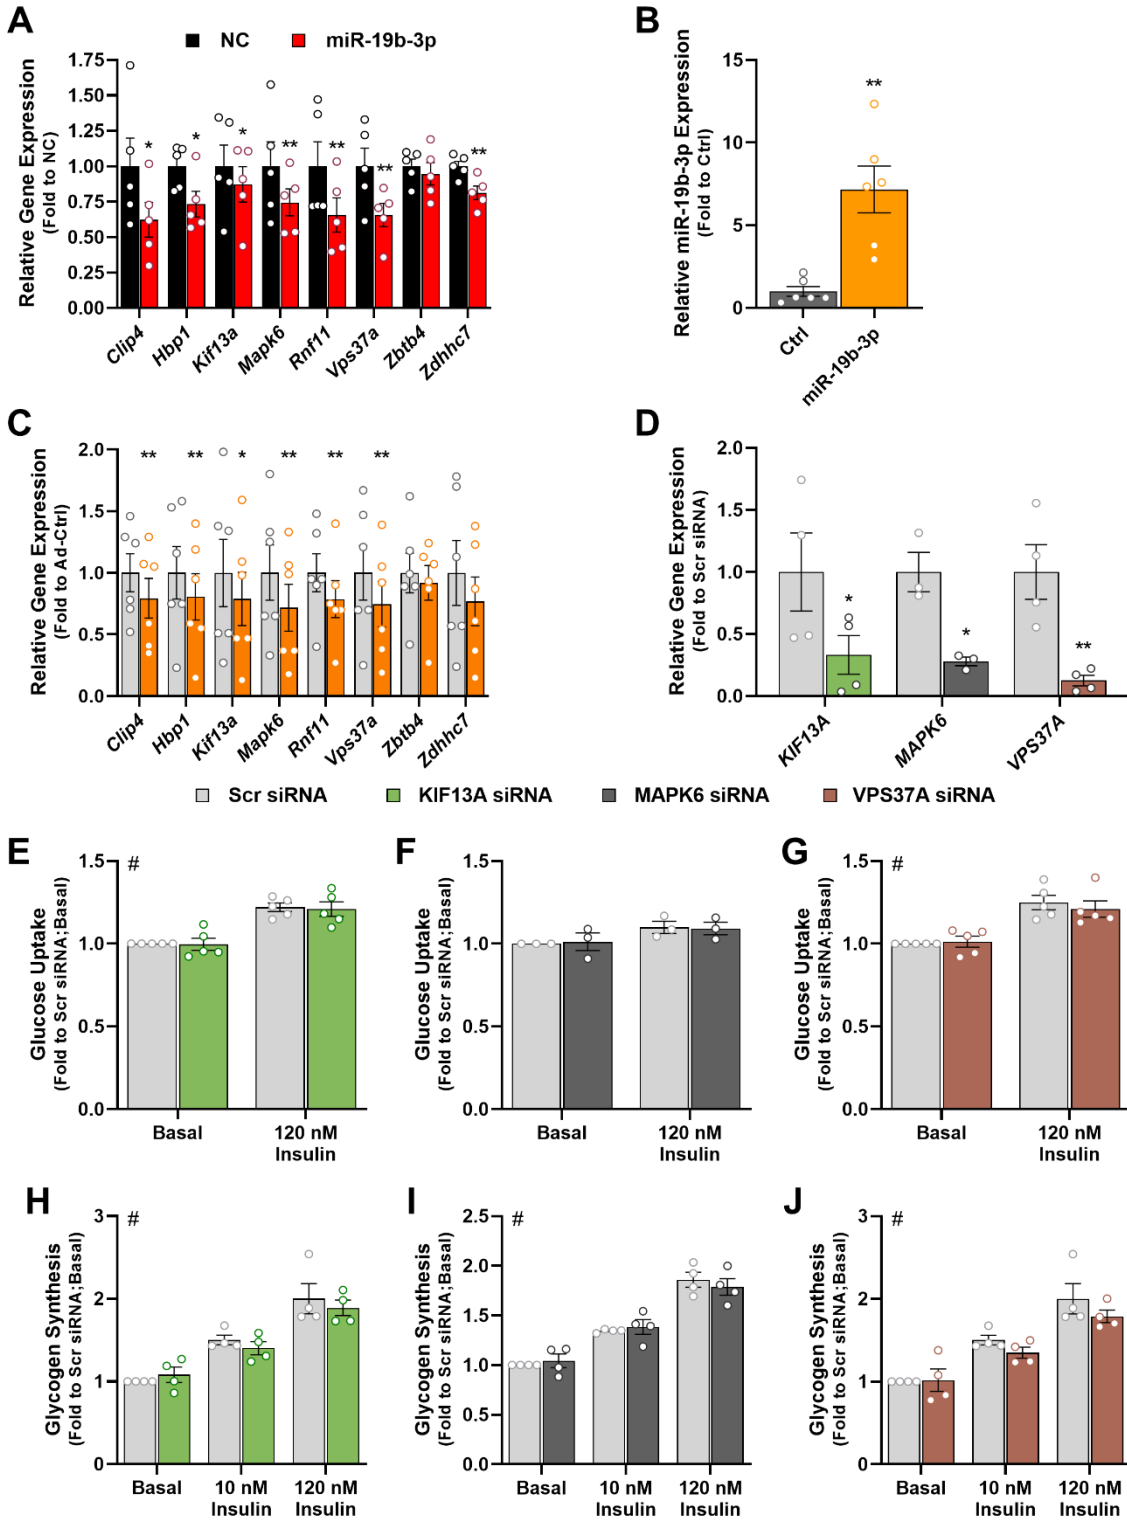 A
NC
miR-19b-3p
Relative Gene Expression
(Fold to NC)
1.75
1.50
1.25
1.00
0.75
0.50
0.25
0.00
*
*
*
**
**
**
**
Clip4
Hbp1
Kif13a
Mapk6
Rnf11
Vps37a
Zbtb4
Zdhhc7
B
Relative miR-19b-3p Expression
(Fold to Ctrl)
15
10
5
0
**
Ctrl
miR-19b-3p
C
Relative Gene Expression
(Fold to Ad-Ctrl)
2.0
1.5
1.0
0.5
0.0
**
**
*
**
**
**
Clip4
Hbp1
Kif13a
Mapk6
Rnf11
Vps37a
Zbtb4
Zdhhc7
D
Relative Gene Expression
(Fold to Scr siRNA)
2.0
1.5
1.0
0.5
0.0
*
*
**
KIF13A
MAPK6
VPS37A
Scr siRNA
KIF13A siRNA
MAPK6 siRNA
VPS37A siRNA
E
Glucose Uptake
(Fold to Scr siRNA;Basal)
1.5
1.0
0.5
0.0
#
Basal
120 nM
Insulin
F
Glucose Uptake
(Fold to Scr siRNA;Basal)
1.5
1.0
0.5
0.0
Basal
120 nM
Insulin
G
Glucose Uptake
(Fold to Scr siRNA;Basal)
1.5
1.0
0.5
0.0
#
Basal
120 nM
Insulin
H
Glycogen Synthesis
(Fold to Scr siRNA;Basal)
3
2
1
0
#
Basal
10 nM
Insulin
120 nM
Insulin
I
Glycogen Synthesis
(Fold to Scr siRNA;Basal)
2.5
2.0
1.5
1.0
0.5
0.0
#
Basal
10 nM
Insulin
120 nM
Insulin
J
Glycogen Synthesis
(Fold to Scr siRNA;Basal)
3
2
1
0
#
Basal
10 nM
Insulin
120 nM
Insulin